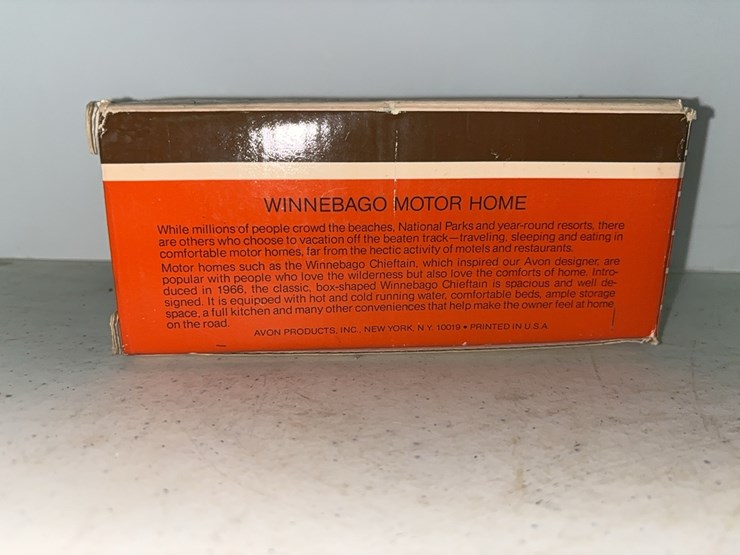 WINNEBAGO MOTOR HOME
While millions of people crowd the beaches, National Parks and year-round resorts, there
are others who choose to vacation off the beaten track—traveling, sleeping and eating in
comfortable motor homes, far from the hectic activity of motels and restaurants.
Motor homes such as the Winnebago Chieftain, which inspired our Avon designer, are
popular with people who love the wilderness but also love the comforts of home. Intro-
duced in 1966, the classic, box-shaped Winnebago Chieftain is spacious and well de-
signed. It is equipped with hot and cold running water, comfortable beds, ample storage
space, a full kitchen and many other conveniences that help make the owner feel at home
on the road.
AVON PRODUCTS, INC., NEW YORK, N.Y. 10019 • PRINTED IN U.S.A.